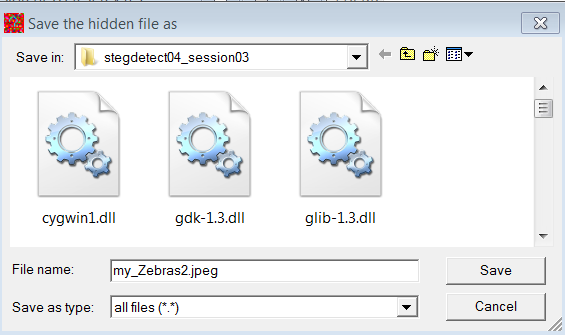 Save the hidden file as
Save in: stegdetect04_session03
cygwin1.dll gdk-1.3.dll glib-1.3.dll
File name: my_Zebras2.jpeg Save
Save as type: all files (*.*) Cancel